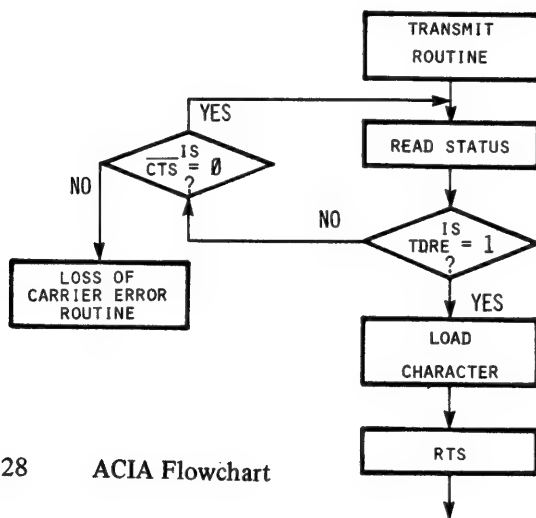 TRANSMIT
ROUTINE
READ STATUS
IS
TDRE = 1
?
YES
NO
IS
C̅T̅S̅ = Ø
?
YES
NO
LOSS OF
CARRIER ERROR
ROUTINE
LOAD
CHARACTER
RTS
28 ACIA Flowchart